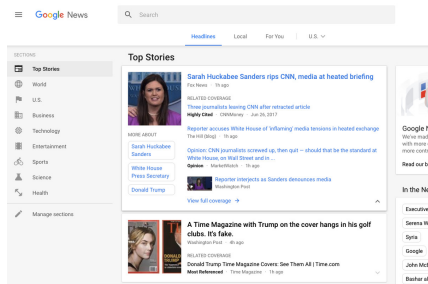 Google News
Search
Headlines Local For You U.S.
SECTIONS
Top Stories
World
U.S.
Business
Technology
Entertainment
Sports
Science
Health
Manage sections
Top Stories
Sarah Huckabee Sanders rips CNN, media at heated briefing
Fox News · 1h ago
RELATED COVERAGE
Three journalists leaving CNN after retracted article
Highly Cited · CNNMoney · Jun 26, 2017
Reporter accuses White House of 'inflaming' media tensions in heated exchange
The Hill (blog) · 1h ago
Opinion: CNN journalists screwed up, then quit — should that be the standard at
White House, on Wall Street and in ...
Opinion · MarketWatch · 1h ago
Reporter interjects as Sanders denounces media
Washington Post
View full coverage
MORE ABOUT
Sarah Huckabee
Sanders
White House
Press Secretary
Donald Trump
A Time Magazine with Trump on the cover hangs in his golf
clubs. It's fake.
Washington Post · 4h ago
RELATED COVERAGE
Donald Trump Time Magazine Covers: See Them All | Time.com
Most Referenced · Time Magazine · 1h ago
Google N
We've mad
with more
more cont
Read our b
In the Ne
Executive
Serena W
Syria
Google
John McE
Bashar al